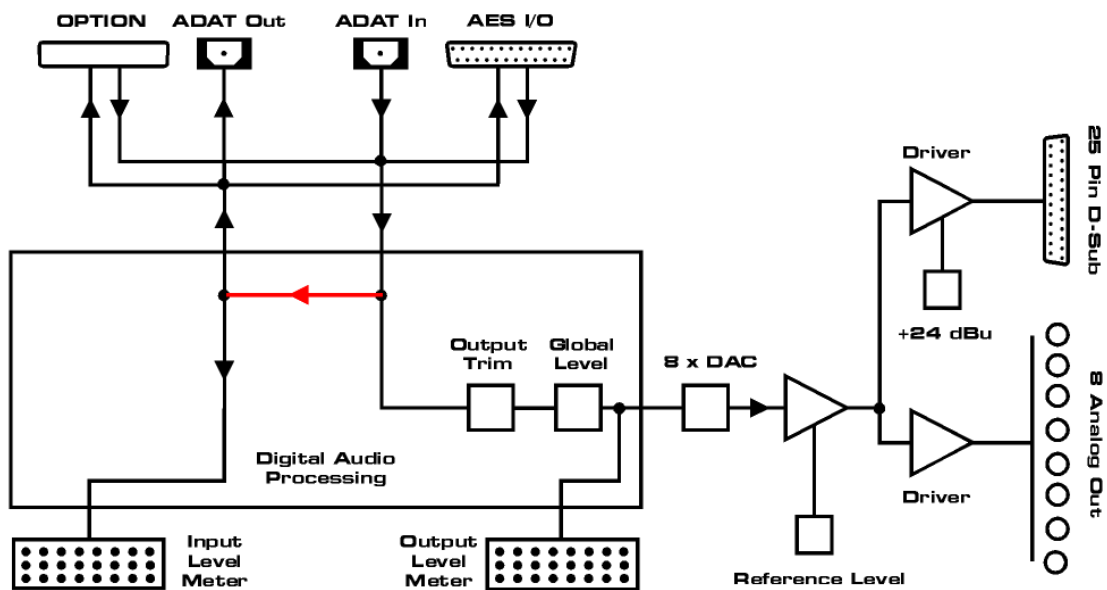 OPTION
ADAT Out
ADAT In
AES I/O
Driver
25 Pin D-Sub
+24 dBu
Output
Trim
Global
Level
8 x DAC
8 Analog Out
Digital Audio
Processing
Driver
Input
Level
Meter
Output
Level
Meter
Reference Level